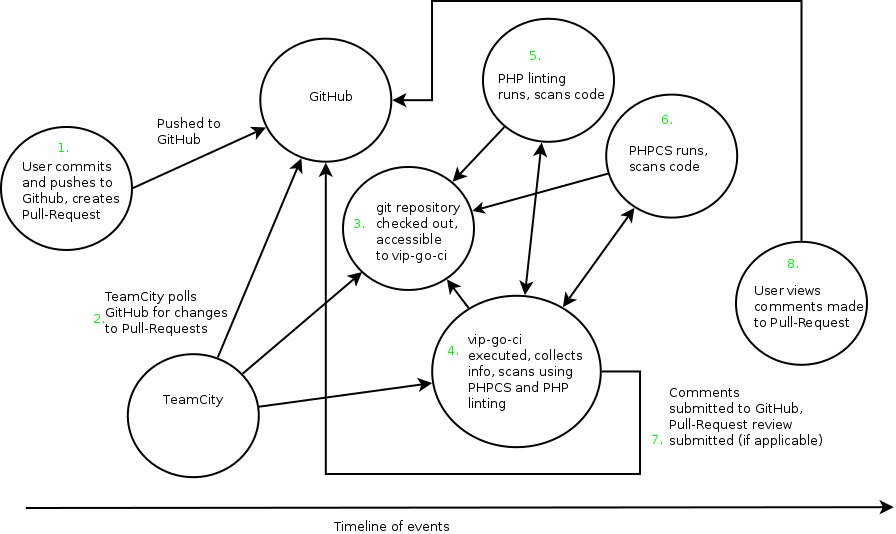 1.
User commits
and pushes to
Github, creates
Pull-Request
Pushed to
GitHub
GitHub
2.
TeamCity polls
GitHub for changes
to Pull-Requests
TeamCity
3.
git repository
checked out,
accessible
to vip-go-ci
4.
vip-go-ci
executed, collects
info, scans using
PHPCS and PHP
linting
5.
PHP linting
runs, scans code
6.
PHPCS runs,
scans code
7.
Comments
submitted to GitHub,
Pull-Request review
submitted (if applicable)
8.
User views
comments made
to Pull-Request
Timeline of events